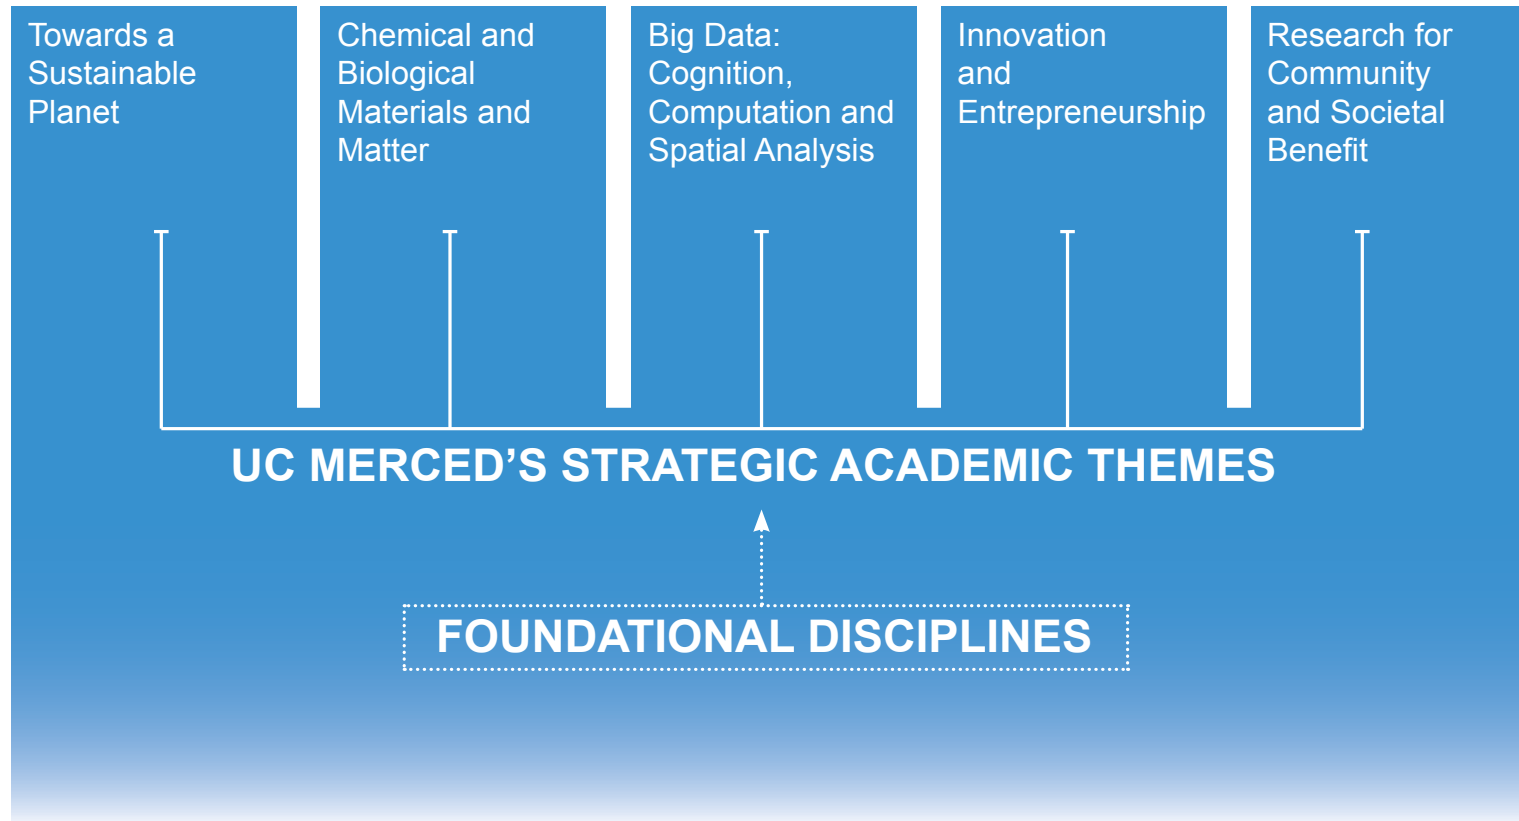 Towards a
Sustainable
Planet
Chemical and
Biological
Materials and
Matter
Big Data:
Cognition,
Computation and
Spatial Analysis
Innovation
and
Entrepreneurship
Research for
Community
and Societal
Benefit
UC MERCED’S STRATEGIC ACADEMIC THEMES
FOUNDATIONAL DISCIPLINES